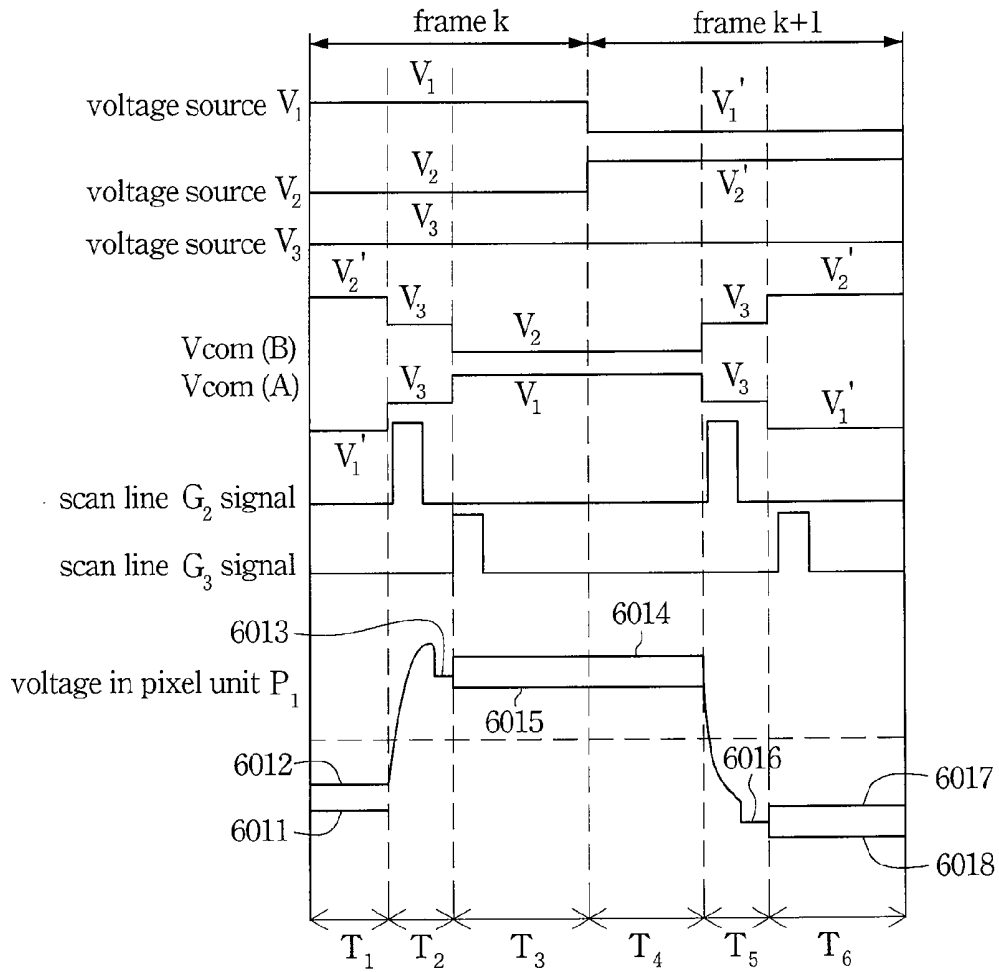 frame k
frame k+1
voltage source V₁
V₁
V₁'
voltage source V₂
V₂
V₂'
voltage source V₃
V₃
V₂'
V₃
V₂
V₃
V₂'
Vcom (B)
Vcom (A)
V₃
V₁
V₃
V₁'
V₁'
scan line G₂ signal
scan line G₃ signal
6013
6014
voltage in pixel unit P₁
6015
6012
6016
6017
6011
6018
T₁ T₂ T₃ T₄ T₅ T₆